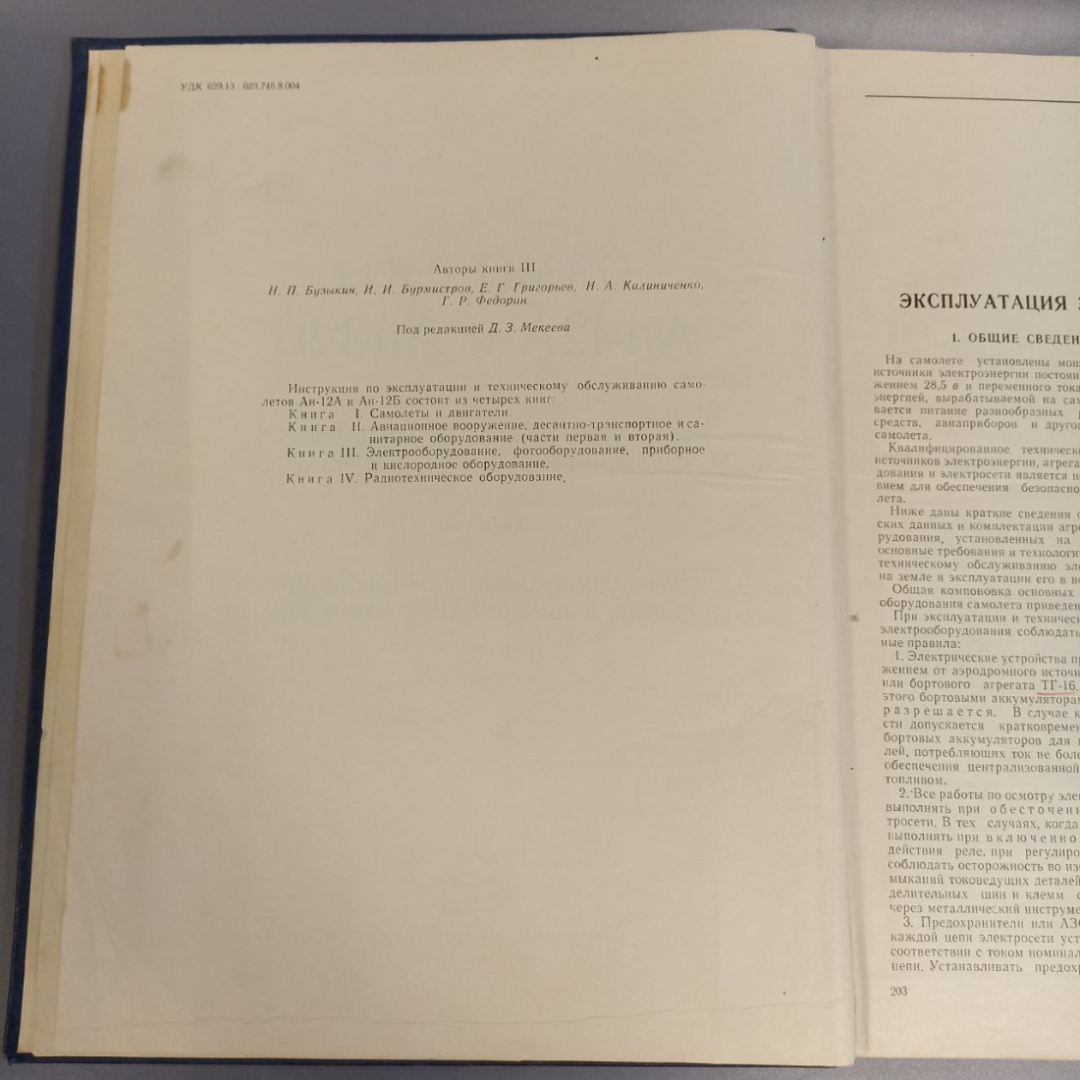 УДК 629.13 : 623.746.8.004
Авторы книги III
Н. П. Бузыкин, И. И. Бурмистров, Е. Г. Григорьев, Н. А. Калиниченко,
Г. Р. Федорин
Под редакцией Д. З. Мекеева
Инструкция по эксплуатации и техническому обслуживанию само-
летов Ан-12А и Ан-12Б состоит из четырех книг:
Книга I. Самолеты и двигатели.
Книга II. Авиационное вооружение, десантно-транспортное и са-
нитарное оборудование (части первая и вторая).
Книга III. Электрооборудование, фотооборудование, приборное
и кислородное оборудование.
Книга IV. Радиотехническое оборудование.
ЭКСПЛУАТАЦИЯ
1. ОБЩИЕ СВЕДЕН
На самолете установлены мощ
источники электроэнергии постоян
жением 28,5 в и переменного тока
энергией, вырабатываемой на сам
вается питание разнообразных
средств, авиаприборов и друго
самолета.
Квалифицированное техническо
источников электроэнергии, агрега
дования и электросети является не
вием для обеспечения безопасно
лета.
Ниже даны краткие сведения о
ских данных и комплектации агре
рудования, установленных на
основные требования и технологич
техническому обслуживанию эле
на земле и эксплуатации его в во
Общая компоновка основных
оборудования самолета приведен
При эксплуатации и техническ
электрооборудования соблюдать
ные правила:
1. Электрические устройства пр
жением от аэродромного источни
или бортового агрегата ТГ-16.
этого бортовыми аккумуляторам
разрешается. В случае к
сти допускается кратковремен
бортовых аккумуляторов для п
лей, потребляющих ток не боле
обеспечения централизованной
топливом.
2. Все работы по осмотру элек
выполнять при обесточенн
тросети. В тех случаях, когда
выполнять при включенно
действия реле, при регулиро
соблюдать осторожность во из
мыканий токоведущих деталей
делительных шин и клемм с
через металлический инструме
3. Предохранители или АЗС
каждой цепи электросети уст
соответствии с током номинал
цепи. Устанавливать предохр
203